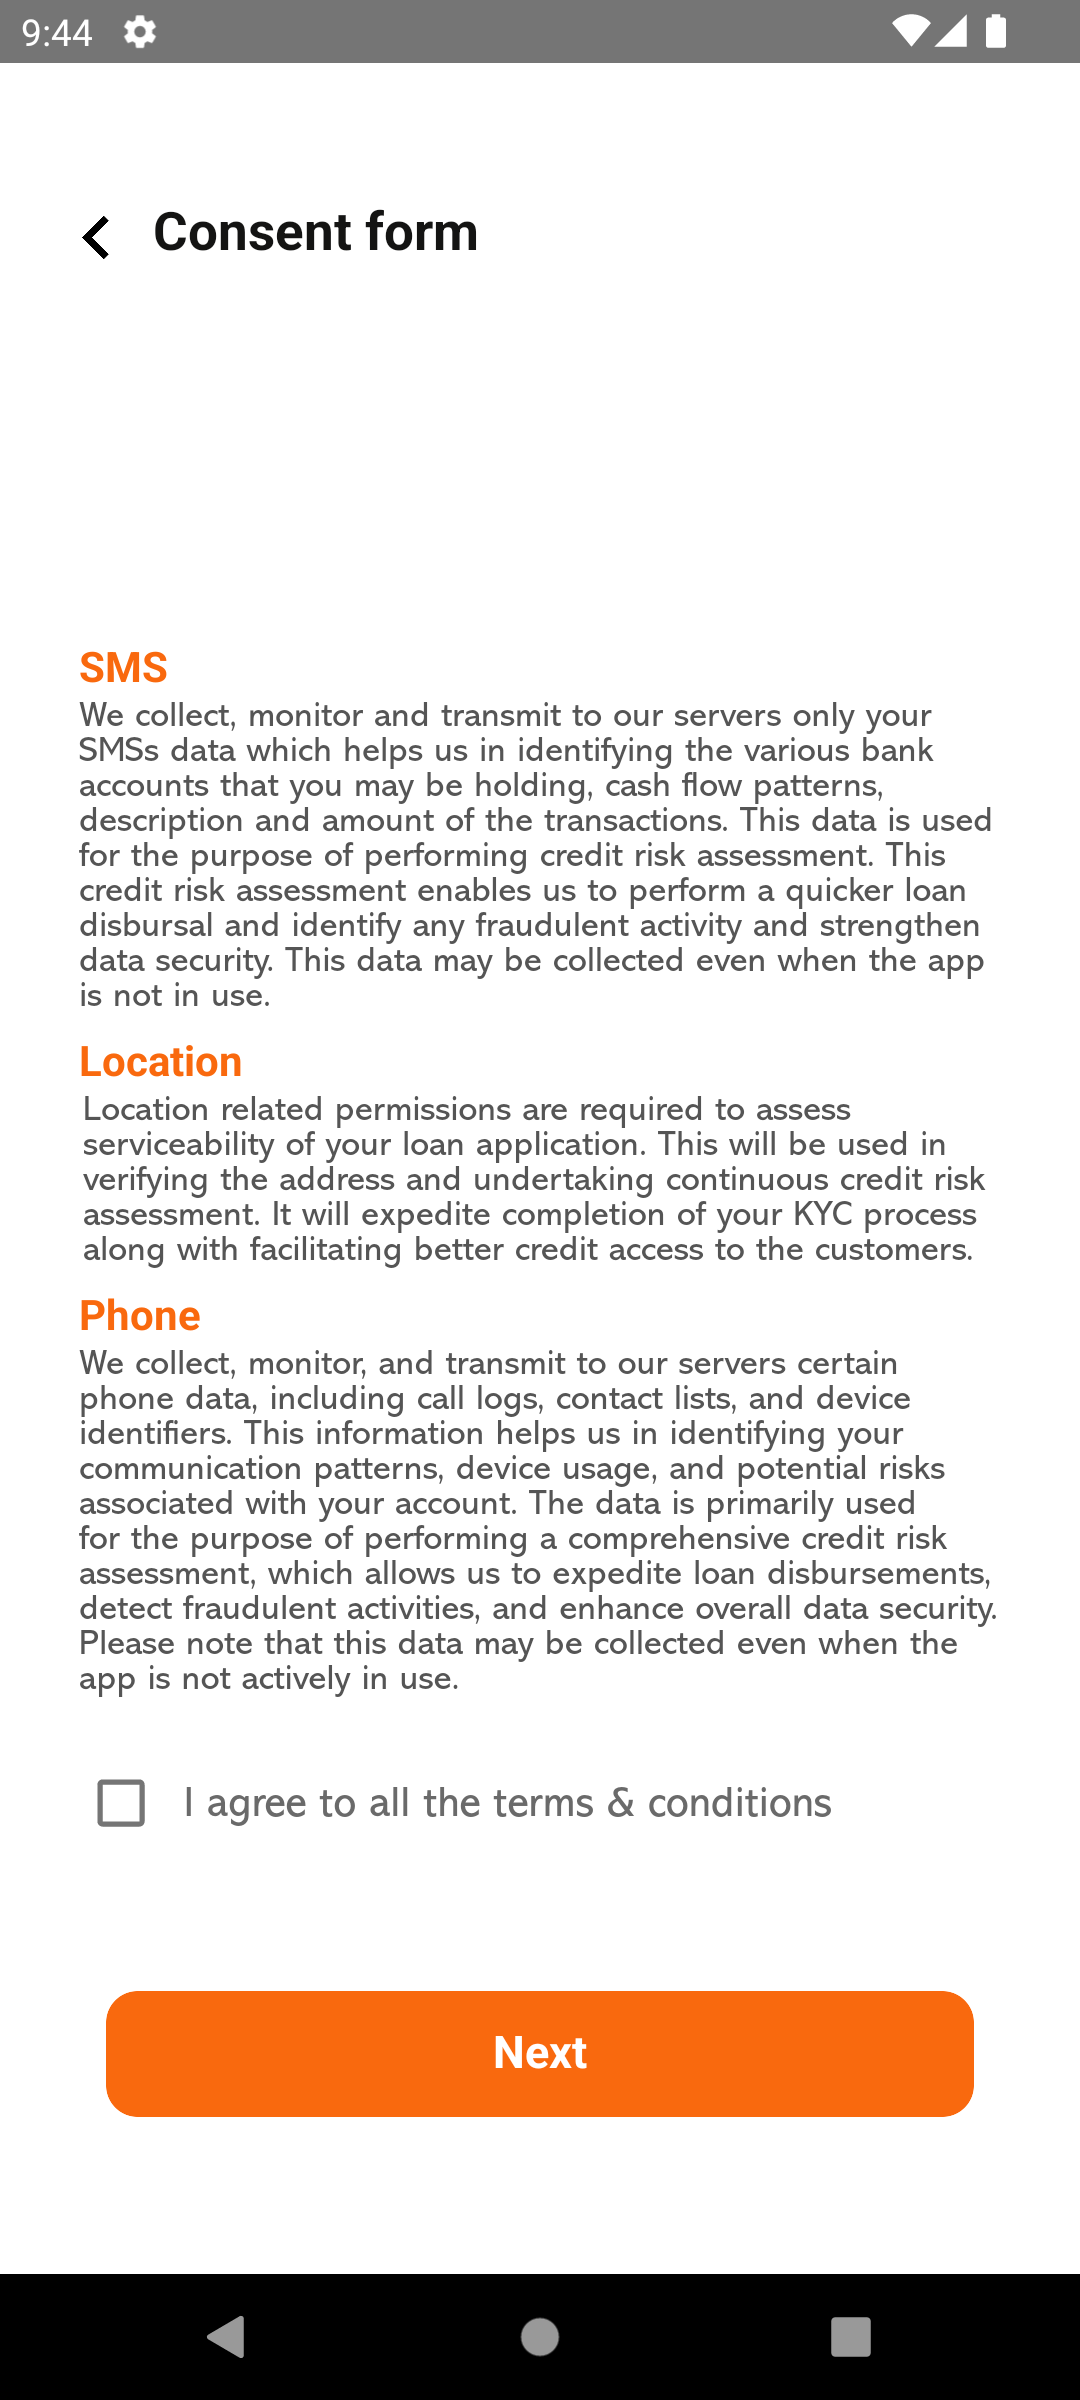 9:44
Consent form
SMS
We collect, monitor and transmit to our servers only your
SMSs data which helps us in identifying the various bank
accounts that you may be holding, cash flow patterns,
description and amount of the transactions. This data is used
for the purpose of performing credit risk assessment. This
credit risk assessment enables us to perform a quicker loan
disbursal and identify any fraudulent activity and strengthen
data security. This data may be collected even when the app
is not in use.
Location
Location related permissions are required to assess
serviceability of your loan application. This will be used in
verifying the address and undertaking continuous credit risk
assessment. It will expedite completion of your KYC process
along with facilitating better credit access to the customers.
Phone
We collect, monitor, and transmit to our servers certain
phone data, including call logs, contact lists, and device
identifiers. This information helps us in identifying your
communication patterns, device usage, and potential risks
associated with your account. The data is primarily used
for the purpose of performing a comprehensive credit risk
assessment, which allows us to expedite loan disbursements,
detect fraudulent activities, and enhance overall data security.
Please note that this data may be collected even when the
app is not actively in use.
I agree to all the terms & conditions
Next